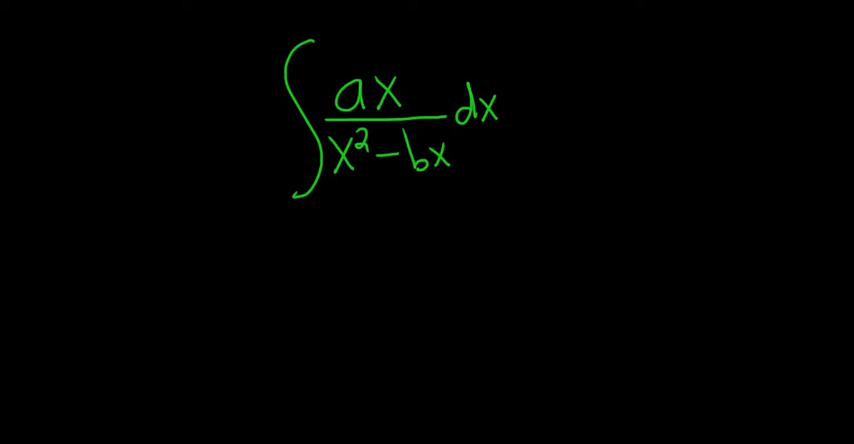 ∫ ax / (x² - bx) dx